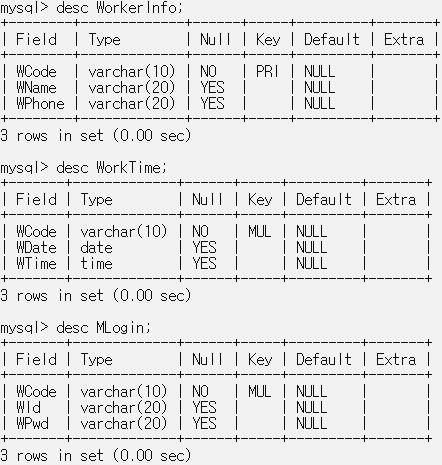 mysql> desc WorkerInfo;
+--------+-------------+------+-----+---------+-------+
| Field  | Type        | Null | Key | Default | Extra |
+--------+-------------+------+-----+---------+-------+
| WCode  | varchar(10) | NO   | PRI | NULL    |       |
| WName  | varchar(20) | YES  |     | NULL    |       |
| WPhone | varchar(20) | YES  |     | NULL    |       |
+--------+-------------+------+-----+---------+-------+
3 rows in set (0.00 sec)
mysql> desc WorkTime;
+-------+-------------+------+-----+---------+-------+
| Field | Type        | Null | Key | Default | Extra |
+-------+-------------+------+-----+---------+-------+
| WCode | varchar(10) | NO   | MUL | NULL    |       |
| WDate | date        | YES  |     | NULL    |       |
| WTime | time        | YES  |     | NULL    |       |
+-------+-------------+------+-----+---------+-------+
3 rows in set (0.00 sec)
mysql> desc MLogin;
+-------+-------------+------+-----+---------+-------+
| Field | Type        | Null | Key | Default | Extra |
+-------+-------------+------+-----+---------+-------+
| WCode | varchar(10) | NO   | MUL | NULL    |       |
| WId   | varchar(20) | YES  |     | NULL    |       |
| WPwd  | varchar(20) | YES  |     | NULL    |       |
+-------+-------------+------+-----+---------+-------+
3 rows in set (0.00 sec)